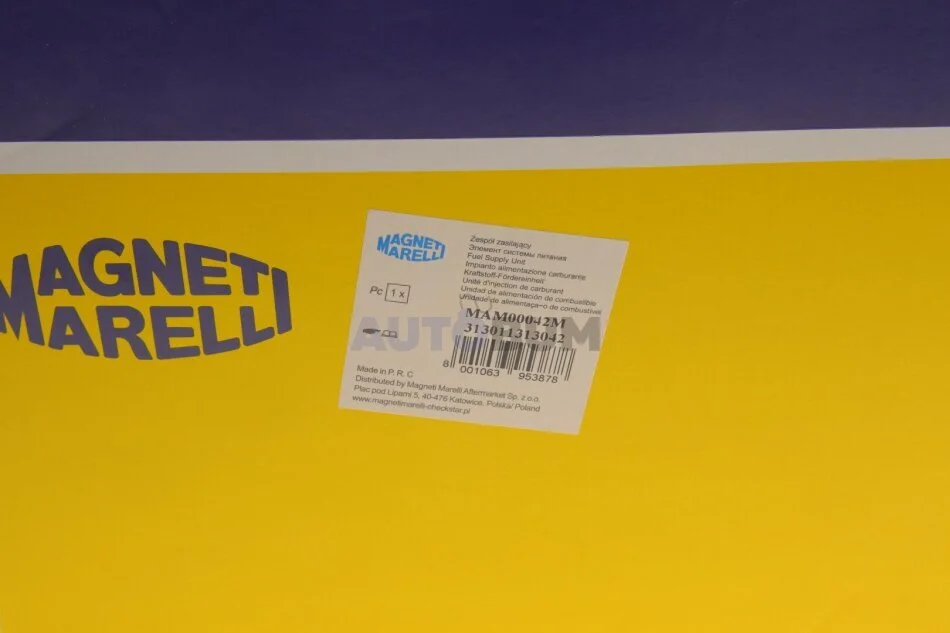 MAGNETI
MARELLI
MAGNETI
MARELLI
Zespół zasilający
Элемент системы питания
Fuel Supply Unit
Impianto alimentazione carburante
Kraftstoff-Fördereinheit
Unité d'injection de carburant
Unidad de alimentación de combustible
Unidade de alimentaça¬o de combustivel
Pc 1 x
MAM00042M
313011313042
8 001063 953878
Made in P. R. C
Distributed by Magneti Marelli Aftermarket Sp. z o.o.
Plac pod Lipami 5, 40-476 Katowice, Polska/ Poland
www.magnetimarelli-checkstar.pl